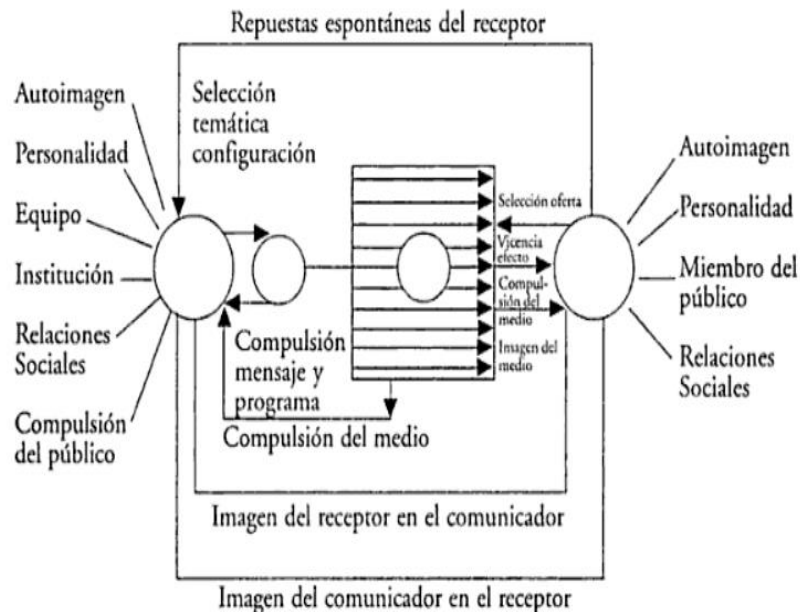 Repuestas espontáneas del receptor
Autoimagen
Personalidad
Equipo
Institución
Relaciones
Sociales
Compulsión
del público
Selección
temática
configuración
Compulsión
mensaje y
programa
Compulsión del medio
Selección oferta
Vicencia
efecto
Compul-
sión del
medio
Imagen del
medio
Autoimagen
Personalidad
Miembro del
público
Relaciones
Sociales
Imagen del receptor en el comunicador
Imagen del comunicador en el receptor